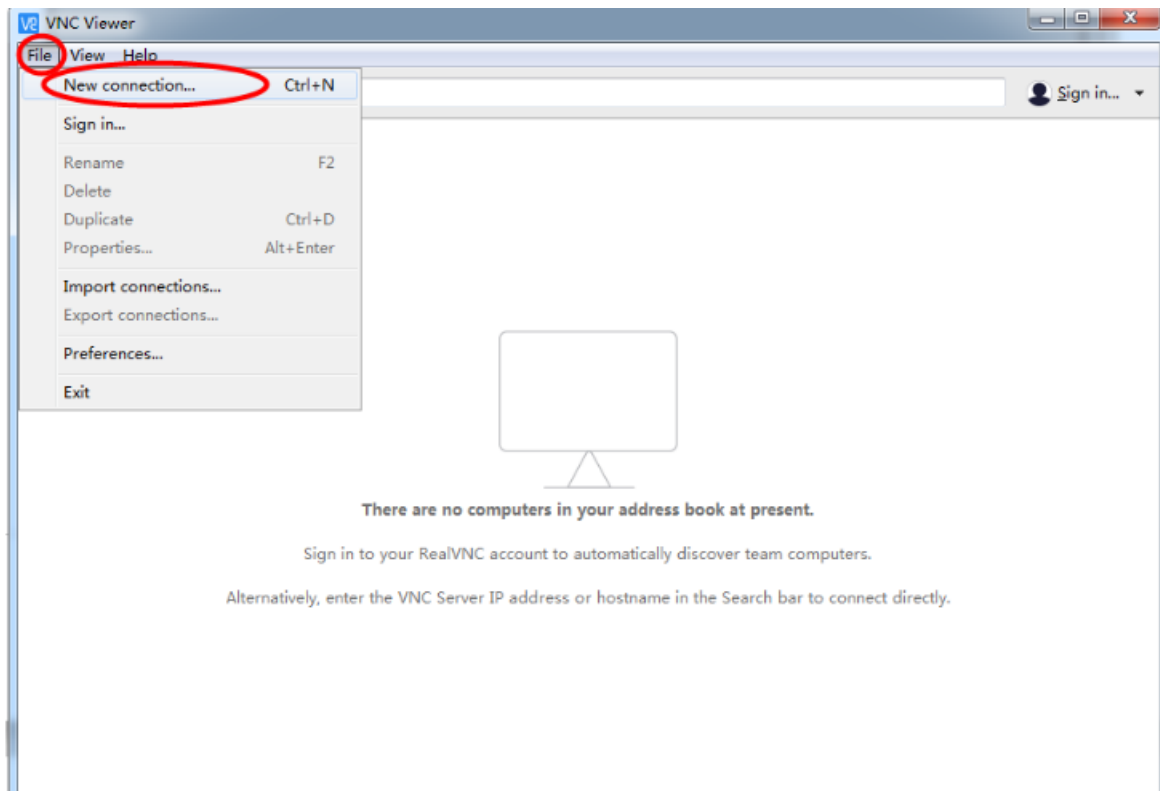 VNC Viewer
File View Help
New connection... Ctrl+N
Sign in...
Sign in...
Rename F2
Delete
Duplicate Ctrl+D
Properties... Alt+Enter
Import connections...
Export connections...
Preferences...
Exit
There are no computers in your address book at present.
Sign in to your RealVNC account to automatically discover team computers.
Alternatively, enter the VNC Server IP address or hostname in the Search bar to connect directly.